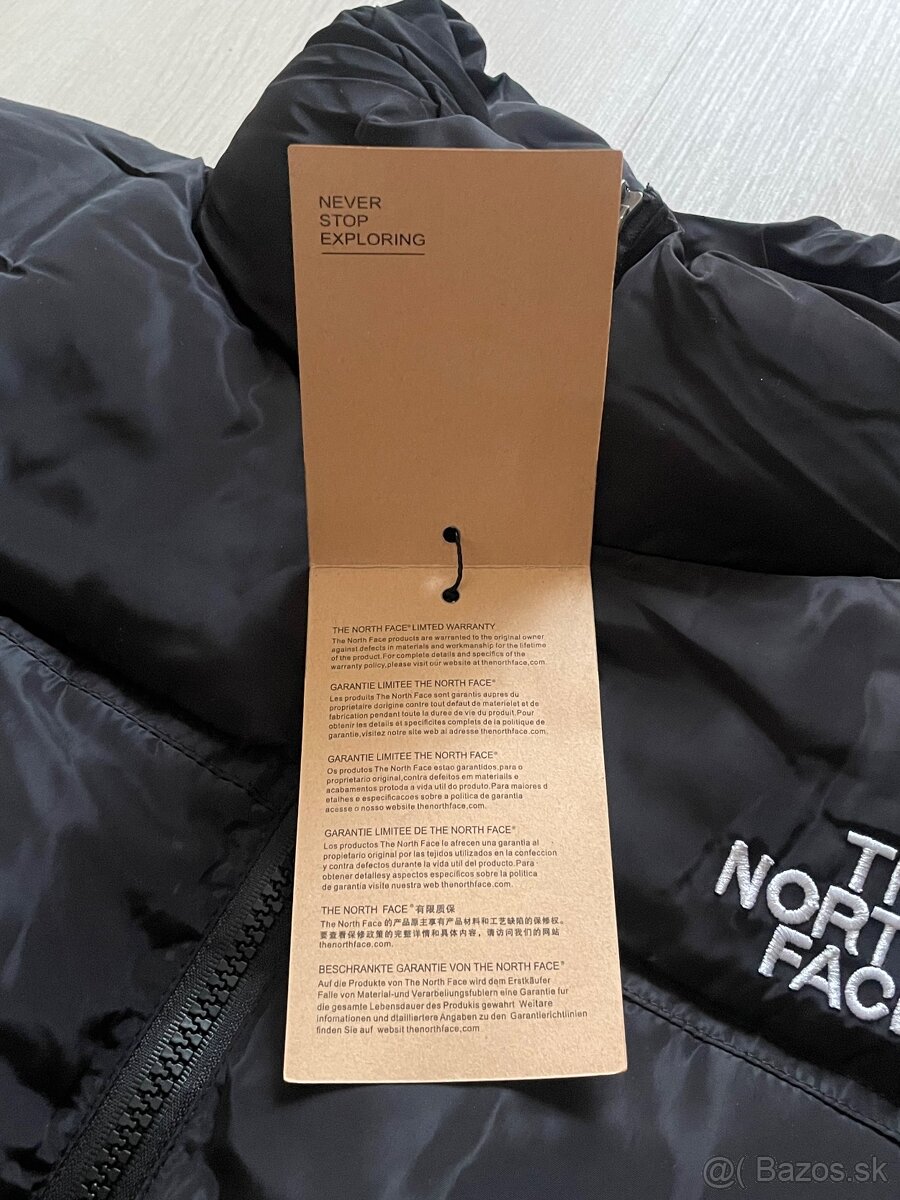 NEVER
STOP
EXPLORING
THE NORTH FACE® LIMTED WARRANTY
The North Face products are warranted to the original owner
against defects in materials and workmanship for the lifetime
of the product.For complete details and specifics of the
warranty policy,please visit our website at thenorthface,com.
GARANTIE LIMITEE THE NORTH FACE®
Les produits The North Face sont garantis aupres du
proprietaire dorigine contre tout defaut de materielet et de
fabrication pendant toute la duree de vie du produit.Pour
obtenir les details et specificites complets de la politique de
garantie,visitez notre site web al adresse thenorthface.com.
GARANTIE LIMITEE THE NORTH FACE®
Os produtos The North Face estao garantidos,para o
proprietario original,contra defeitos em materiais e
acabamentos protoda a vida util do produto.Para maiores d
etalhes e especificacoes sobre a politica de garantia
acesse o nosso website thenorthface,com.
GARANTIE LIMITEE DE THE NORTH FACE®
Los productos The North Face le afrecen una garantia al
propietario original por las tejidos utilizados en la confeccion
y contra defectos durante la vida util del producto.Para
obtener detallesy aspectos especificos sobre la politica
de garantia visite nuestra web thenorthface.com.
THE NORTH FACE®有限质保
The North Face 的产品原主享有产品材料和工艺缺陷的保修权。
要查看保修政策的完整详情和具体内容，请访问我们的网站
thenorthface.com.
BESCHRANKTE GARANTIE VON THE NORTH FACE®
Auf die Produkte von The North Face wird dem Erstkäufer
Falle von Material-und Verarbeliungsfubiern eine Garantie fur
die gesamte Lebensdauer des Produkis gewahrt Weitare
infomationen und dtailliertere Angaben zu den Garantierichtlinien
finden Sie auf websit thenorthface,com
TH
NORT
FACE
@( Bazos.sk